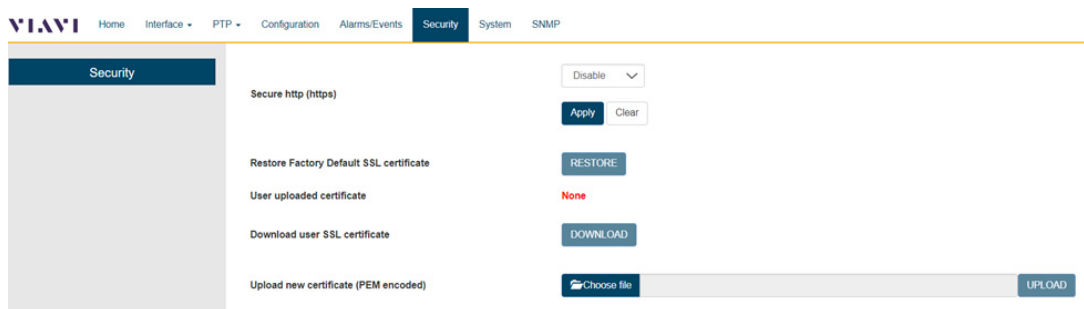 VIAVI Home Interface PTP Configuration Alarms/Events Security System SNMP
Security
Disable
Secure http (https)
Apply Clear
Restore Factory Default SSL certificate RESTORE
User uploaded certificate None
Download user SSL certificate DOWNLOAD
Upload new certificate (PEM encoded) Choose file UPLOAD